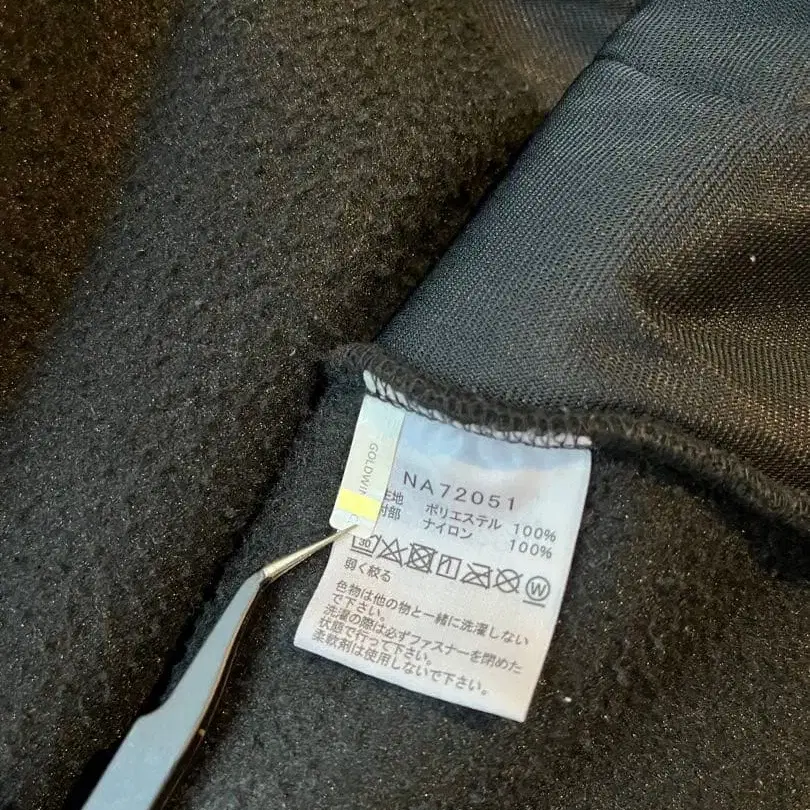 GOLDWIN
NA72051
生地 ポリエステル 100%
付部 ナイロン 100%
30
W
弱く絞る
色物は他の物と一緒に洗濯しない
で下さい。
洗濯の際は必ずファスナーを閉めた
状態で行って下さい。
柔軟剤は使用しないで下さい。